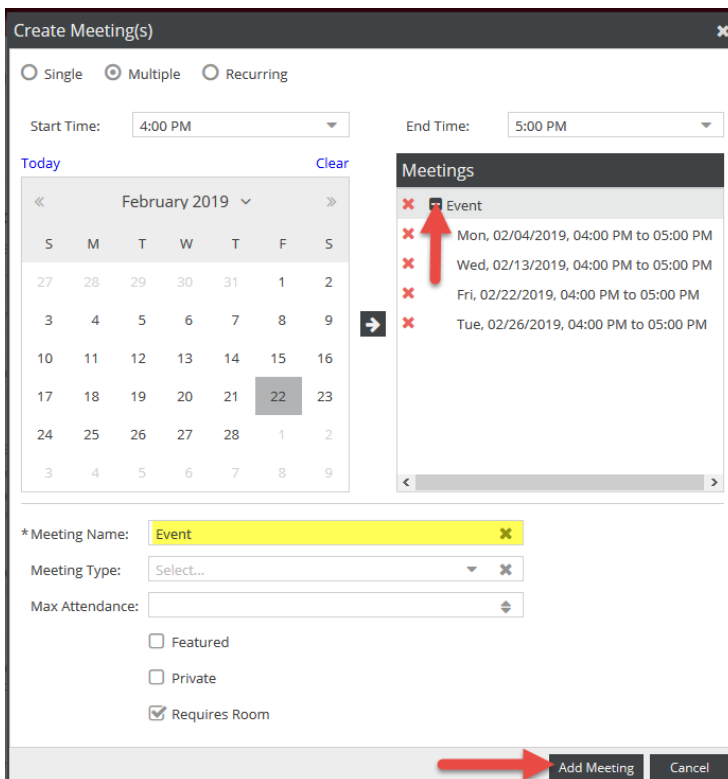 Create Meeting(s)
Single Multiple Recurring
Start Time: 4:00 PM End Time: 5:00 PM
Today Clear
Meetings
February 2019
S M T W T F S
27 28 29 30 31 1 2
3 4 5 6 7 8 9
10 11 12 13 14 15 16
17 18 19 20 21 22 23
24 25 26 27 28 1 2
3 4 5 6 7 8 9
Event
Mon, 02/04/2019, 04:00 PM to 05:00 PM
Wed, 02/13/2019, 04:00 PM to 05:00 PM
Fri, 02/22/2019, 04:00 PM to 05:00 PM
Tue, 02/26/2019, 04:00 PM to 05:00 PM
*Meeting Name: Event
Meeting Type: Select...
Max Attendance:
Featured
Private
Requires Room
Add Meeting Cancel